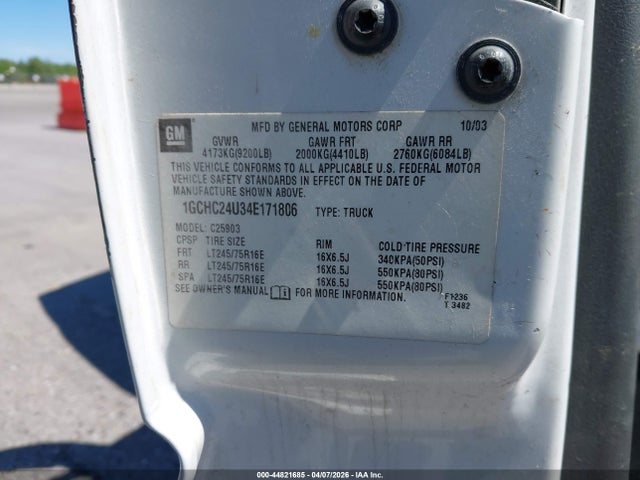 GM
MFD BY GENERAL MOTORS CORP 10/03
GVWR GAWR FRT GAWR RR
4173KG(9200LB) 2000KG(4410LB) 2760KG(6084LB)
THIS VEHICLE CONFORMS TO ALL APPLICABLE U.S. FEDERAL MOTOR
VEHICLE SAFETY STANDARDS IN EFFECT ON THE DATE OF
MANUFACTURE SHOWN ABOVE.
1GCHC24U34E171806 TYPE: TRUCK
MODEL: C25903
CPSP TIRE SIZE RIM COLD TIRE PRESSURE
FRT LT245/75R16E 16X6.5J 340KPA(50PSI)
RR LT245/75R16E 16X6.5J 550KPA(80PSI)
SPA LT245/75R16E 16X6.5J 550KPA(80PSI)
SEE OWNER'S MANUAL FOR MORE INFORMATION.
F1236
T 3482
000-44821685 - 04/07/2026 - IAAI.CA